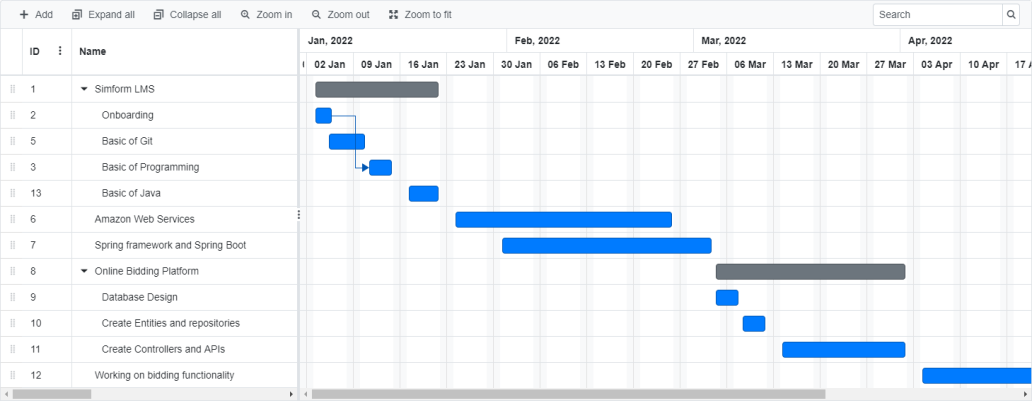 Add Expand all Collapse all Zoom in Zoom out Zoom to fit Search
ID Name Jan, 2022 Feb, 2022 Mar, 2022 Apr, 2022
02 Jan 09 Jan 16 Jan 23 Jan 30 Jan 06 Feb 13 Feb 20 Feb 27 Feb 06 Mar 13 Mar 20 Mar 27 Mar 03 Apr 10 Apr 17
1 Simform LMS
2 Onboarding
5 Basic of Git
3 Basic of Programming
13 Basic of Java
6 Amazon Web Services
7 Spring framework and Spring Boot
8 Online Bidding Platform
9 Database Design
10 Create Entities and repositories
11 Create Controllers and APIs
12 Working on bidding functionality